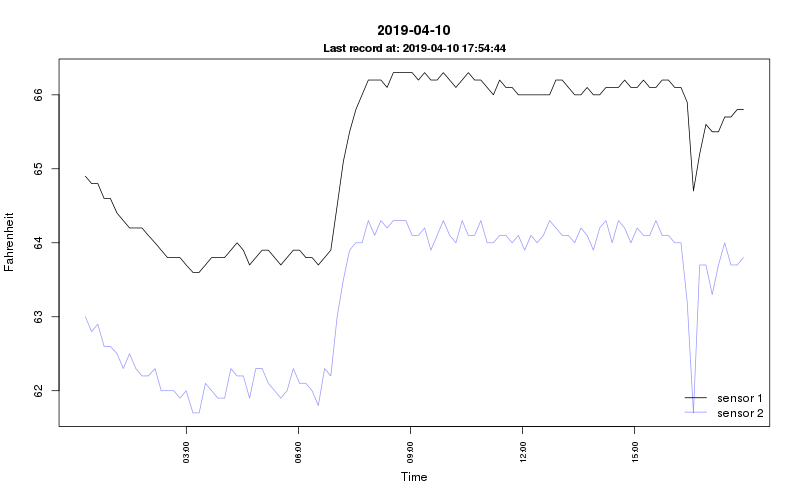 2019-04-10
Last record at: 2019-04-10 17:54:44
Fahrenheit
66
65
64
63
62
sensor 1
sensor 2
03:00
06:00
09:00
12:00
15:00
Time